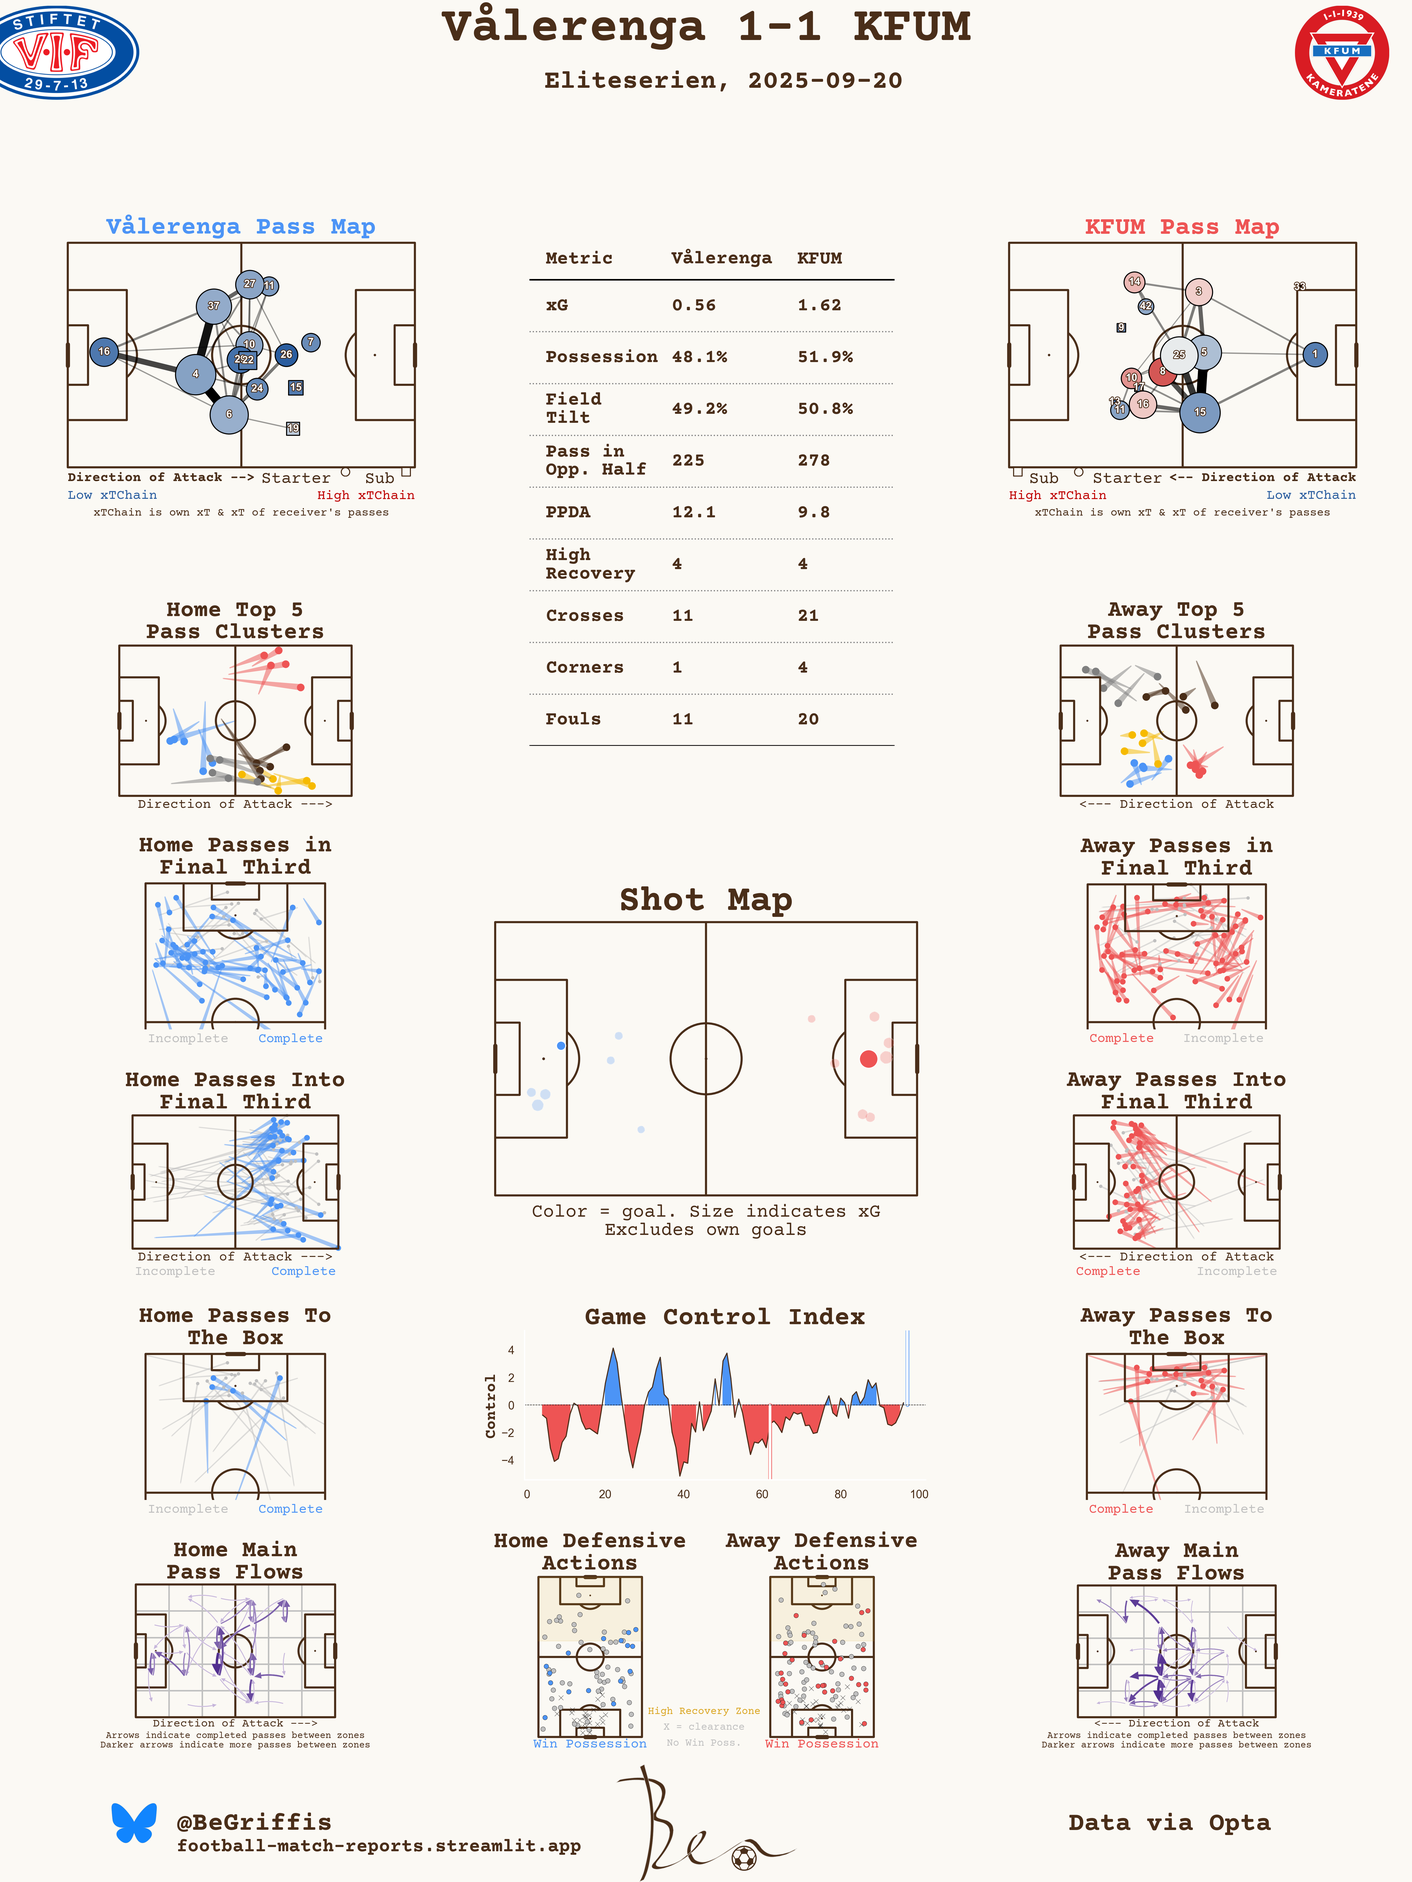 Vålerenga 1-1 KFUM
Eliteserien, 2025-09-20
STIFTET
V·I·F
29-7-13
1-1-1939
KFUM
KAMERATENE
Vålerenga Pass Map
16
37
27
11
10
7
26
22
4
24
15
6
19
Direction of Attack --> Starter Sub
Low xTChain High xTChain
xTChain is own xT & xT of receiver's passes
Metric Vålerenga KFUM
xG 0.56 1.62
Possession 48.1% 51.9%
Field
Tilt 49.2% 50.8%
Pass in
Opp. Half 225 278
PPDA 12.1 9.8
High
Recovery 4 4
Crosses 11 21
Corners 1 4
Fouls 11 20
KFUM Pass Map
14
3
33
42
9
25
5
1
10
8
17
13
11
16
15
Sub Starter <-- Direction of Attack
High xTChain Low xTChain
xTChain is own xT & xT of receiver's passes
Home Top 5
Pass Clusters
Direction of Attack --->
Away Top 5
Pass Clusters
<--- Direction of Attack
Home Passes in
Final Third
Incomplete Complete
Away Passes in
Final Third
Complete Incomplete
Shot Map
Color = goal. Size indicates xG
Excludes own goals
Home Passes Into
Final Third
Direction of Attack --->
Incomplete Complete
Away Passes Into
Final Third
<--- Direction of Attack
Complete Incomplete
Home Passes To
The Box
Incomplete Complete
Game Control Index
Control
4
2
0
−2
−4
0 20 40 60 80 100
Away Passes To
The Box
Complete Incomplete
Home Main
Pass Flows
Direction of Attack --->
Arrows indicate completed passes between zones
Darker arrows indicate more passes between zones
Home Defensive
Actions
Win Possession
High Recovery Zone
X = clearance
No Win Poss.
Away Defensive
Actions
Win Possession
Away Main
Pass Flows
<--- Direction of Attack
Arrows indicate completed passes between zones
Darker arrows indicate more passes between zones
@BeGriffis
football-match-reports.streamlit.app
Ben
Data via Opta